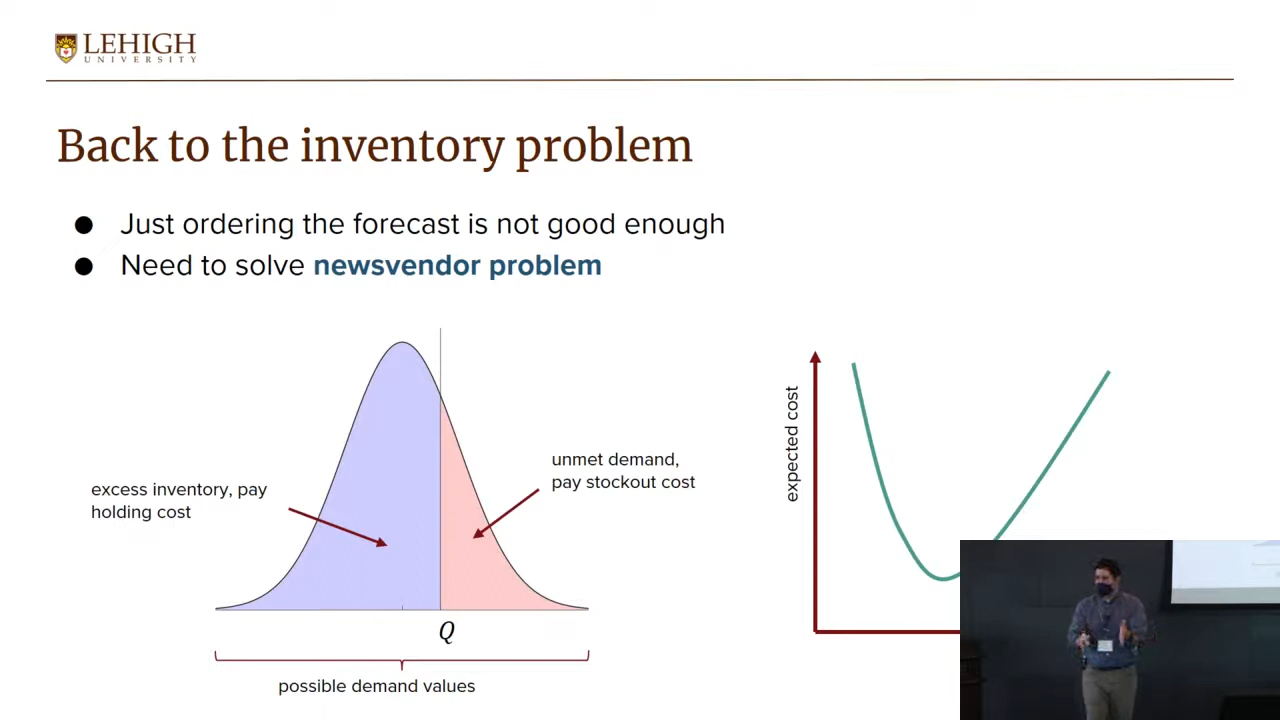 LEHIGH
UNIVERSITY
Back to the inventory problem
● Just ordering the forecast is not good enough
● Need to solve newsvendor problem
excess inventory, pay
holding cost
unmet demand,
pay stockout cost
Q
possible demand values
expected cost